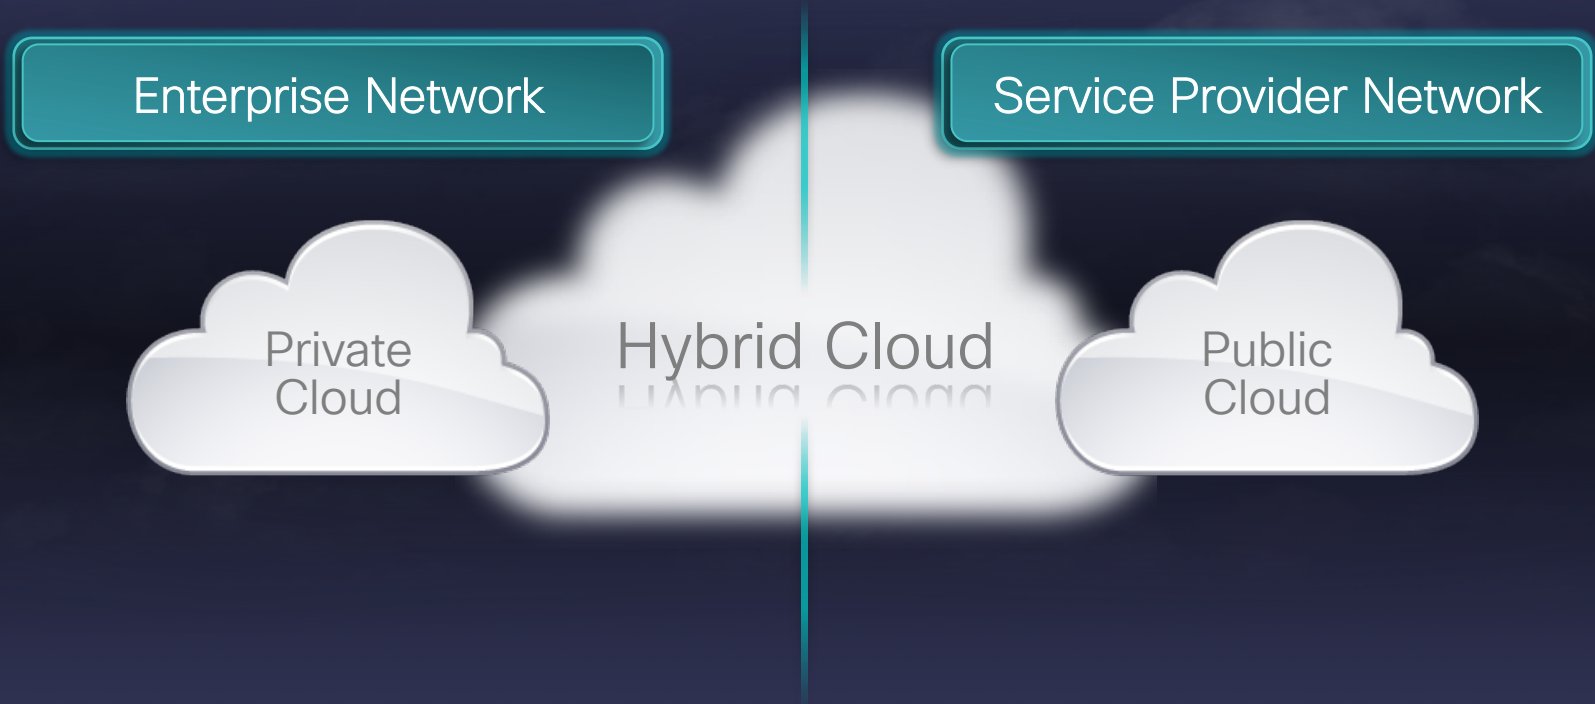 Enterprise Network
Service Provider Network
Private
Cloud
Hybrid Cloud
Public
Cloud